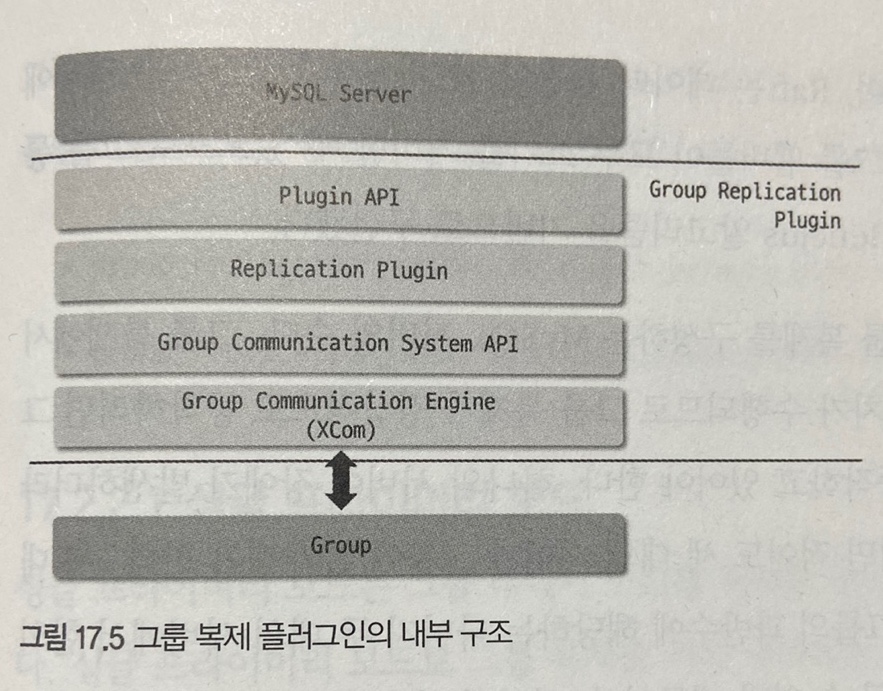 MySQL Server
Plugin API
Group Replication
Plugin
Replication Plugin
Group Communication System API
Group Communication Engine
(XCom)
Group
그림 17.5 그룹 복제 플러그인의 내부 구조